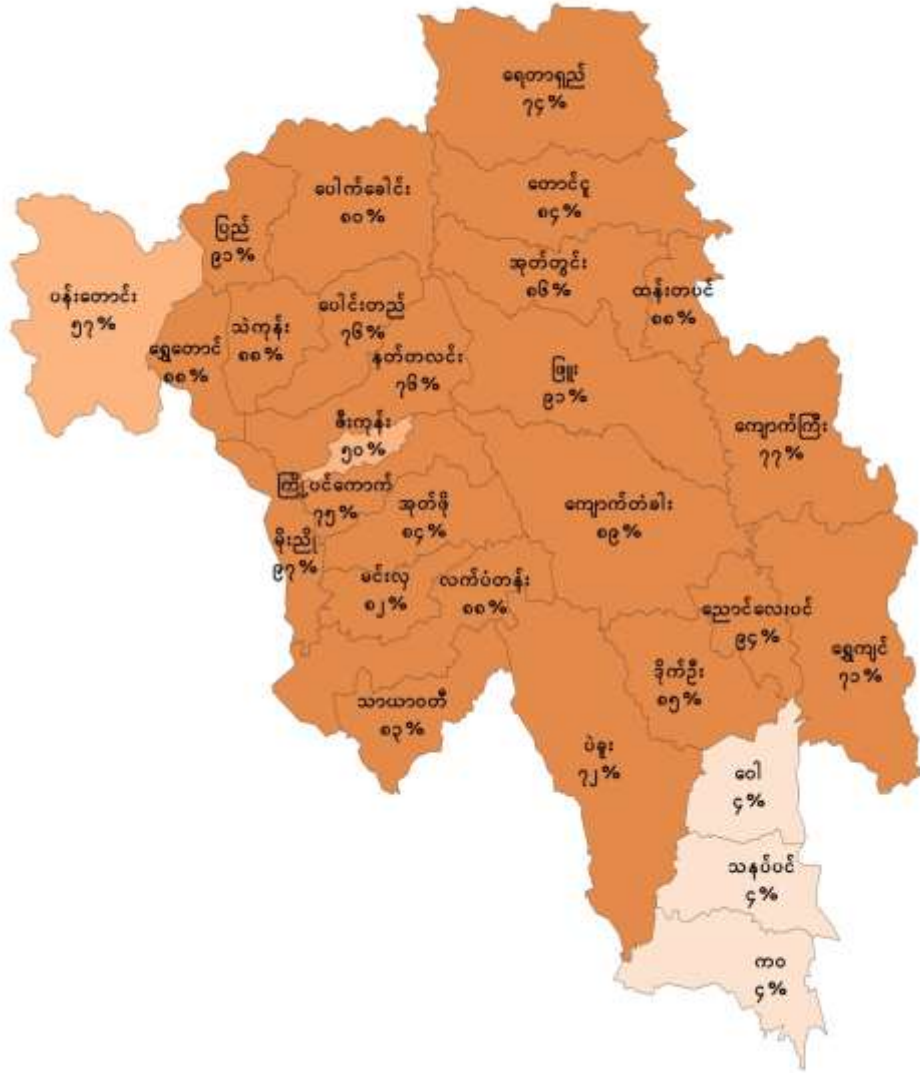 ရေတာရှည်
၇၄%
တောင်ငူ
၈၄%
ပေါက်ခေါင်း
၈၀%
ပြည်
၉၁%
အုတ်တွင်း
၈၆%
ထန်းတပင်
၈၈%
ပန်းတောင်း
၅၇%
ပေါင်းတည်
၇၆%
သဲကုန်း
၈၈%
ရွှေတောင်
၈၈%
နတ်တလင်း
၇၆%
ဖြူး
၉၁%
ဇီးကုန်း
၅၀%
ကျောက်ကြီး
၇၇%
ကြို့ပင်ကောက်
၇၅%
အုတ်ဖို
၈၄%
ကျောက်တံခါး
၈၉%
မိုးညို
၉၇%
မင်းလှ
၈၂%
လက်ပံတန်း
၈၈%
ညောင်လေးပင်
၉၄%
ရွှေကျင်
၇၁%
ဒိုက်ဦး
၈၅%
သာယာဝတီ
၈၃%
ပဲခူး
၇၂%
ဝေါ
၄%
သနပ်ပင်
၄%
ကဝ
၄%